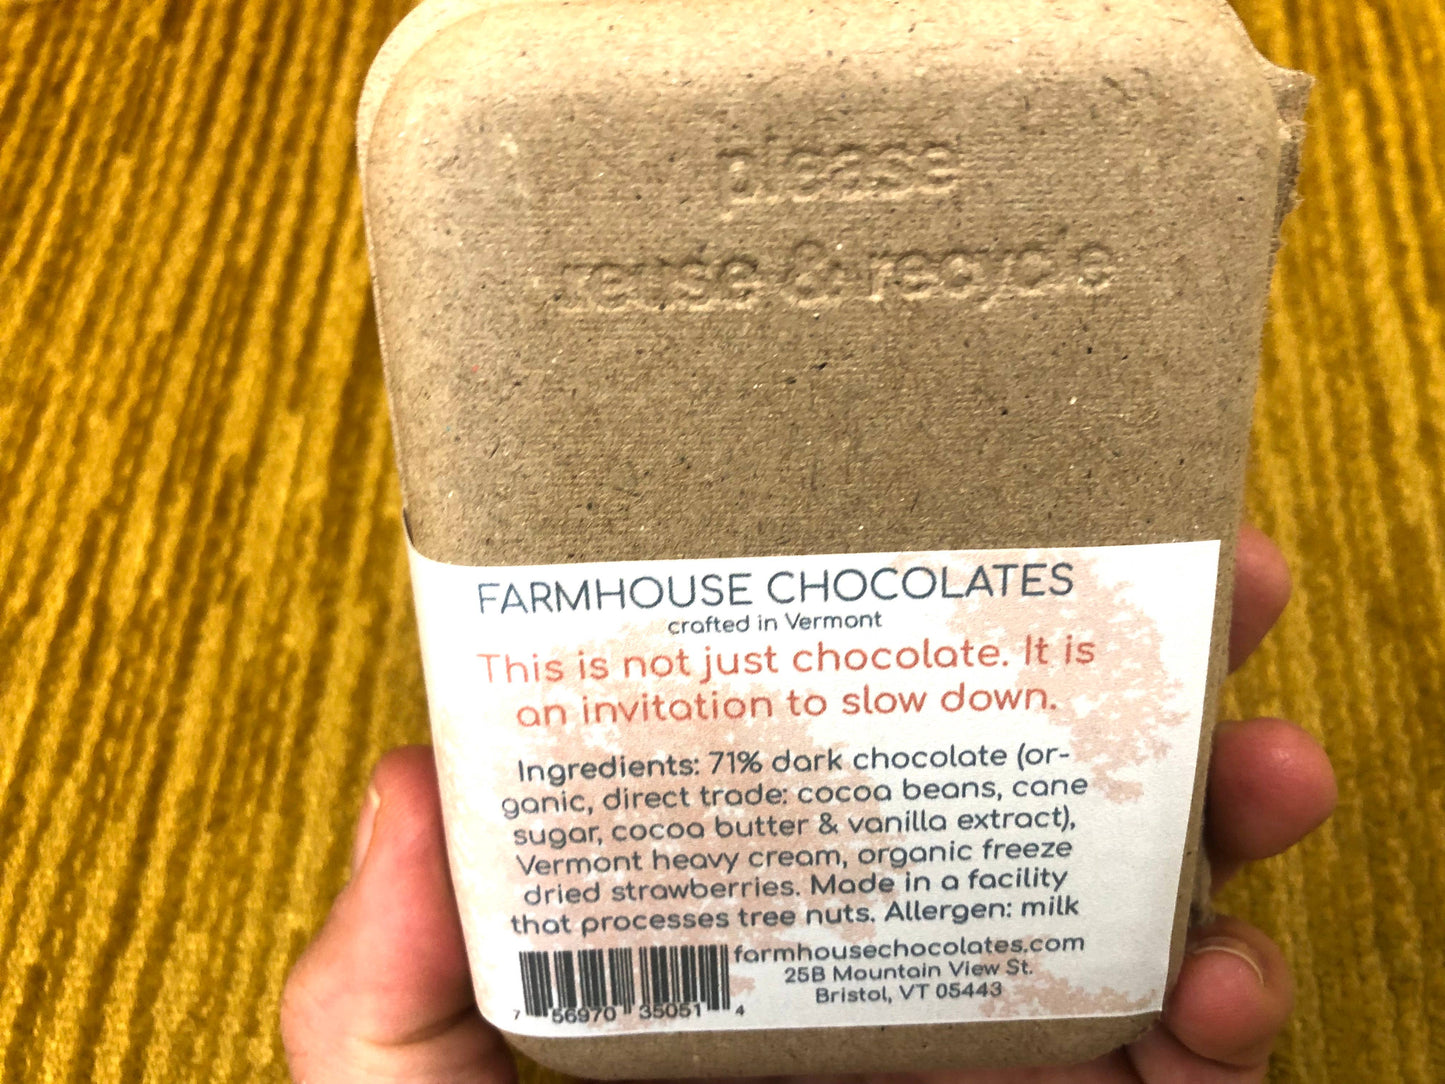 please
reuse & recycle
FARMHOUSE CHOCOLATES
crafted in Vermont
This is not just chocolate. It is
an invitation to slow down.
Ingredients: 71% dark chocolate (or-
ganic, direct trade: cocoa beans, cane
sugar, cocoa butter & vanilla extract),
Vermont heavy cream, organic freeze
dried strawberries. Made in a facility
that processes tree nuts. Allergen: milk
farmhousechocolates.com
25B Mountain View St.
Bristol, VT 05443
7 56970 35051 4